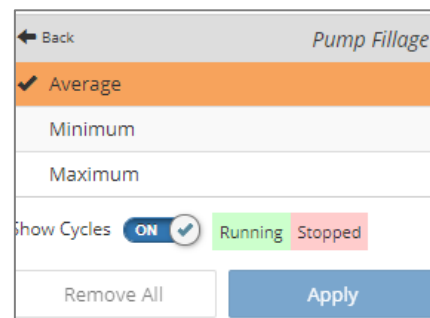 Back Pump Fillage
Average
Minimum
Maximum
Show Cycles ON Running Stopped
Remove All Apply